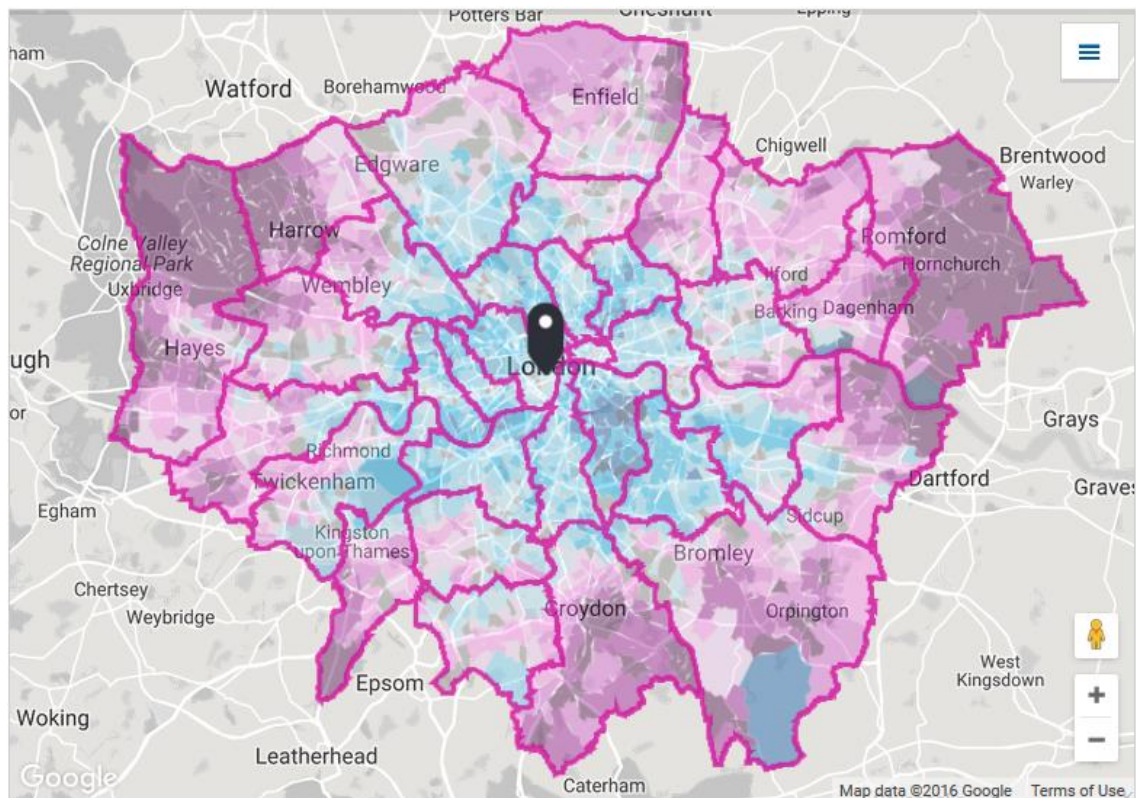 Potters Bar
Cheshunt
Epping
ham
Watford
Borehamwood
Enfield
Edgware
Chigwell
Brentwood
Warley
Harrow
Romford
Colne Valley
Regional Park
Uxbridge
Wembley
Ilford
Hornchurch
Barking
Dagenham
Hayes
ugh
London
or
Grays
Richmond
Twickenham
Dartford
Graves
Egham
Sidcup
Kingston
upon Thames
Bromley
Chertsey
Weybridge
Croydon
Orpington
West
Kingsdown
Epsom
Woking
Leatherhead
Caterham
Google
Map data ©2016 Google
Terms of Use